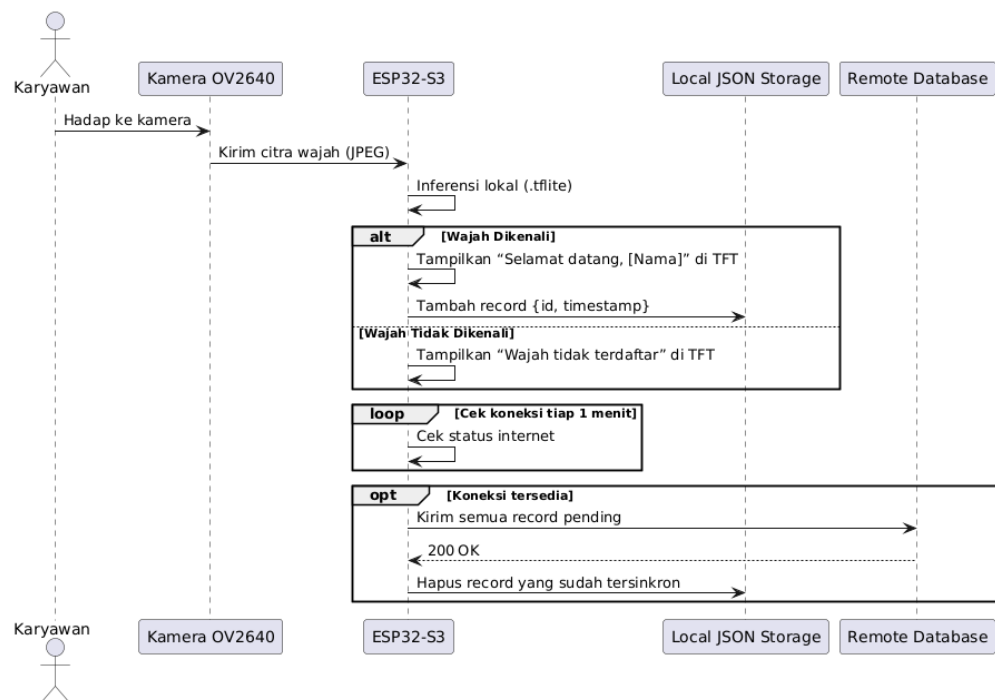 Karyawan
Kamera OV2640
ESP32-S3
Local JSON Storage
Remote Database
Hadap ke kamera
Kirim citra wajah (JPEG)
Inferensi lokal (.tflite)
alt [Wajah Dikenali]
Tampilkan “Selamat datang, [Nama]” di TFT
Tambah record {id, timestamp}
[Wajah Tidak Dikenali]
Tampilkan “Wajah tidak terdaftar” di TFT
loop [Cek koneksi tiap 1 menit]
Cek status internet
opt [Koneksi tersedia]
Kirim semua record pending
200 OK
Hapus record yang sudah tersinkron
Karyawan
Kamera OV2640
ESP32-S3
Local JSON Storage
Remote Database